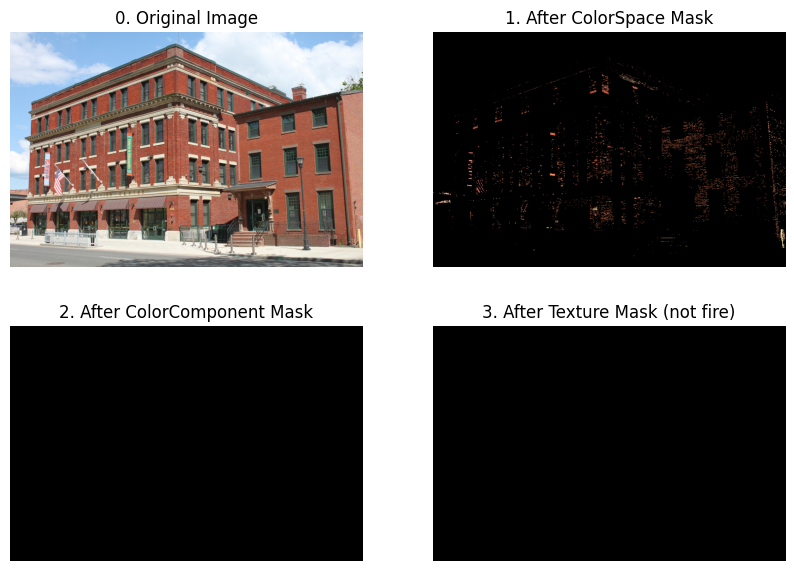 0. Original Image
1. After ColorSpace Mask
2. After ColorComponent Mask
3. After Texture Mask (not fire)